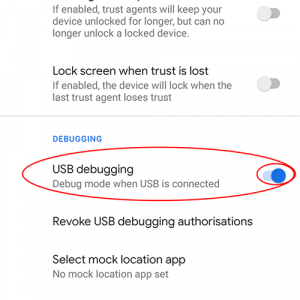 If enabled, trust agents will keep your
device unlocked for longer, but can no
longer unlock a locked device.
Lock screen when trust is lost
If enabled, the device will lock when the
last trust agent loses trust
DEBUGGING
USB debugging
Debug mode when USB is connected
Revoke USB debugging authorisations
Select mock location app
No mock location app set